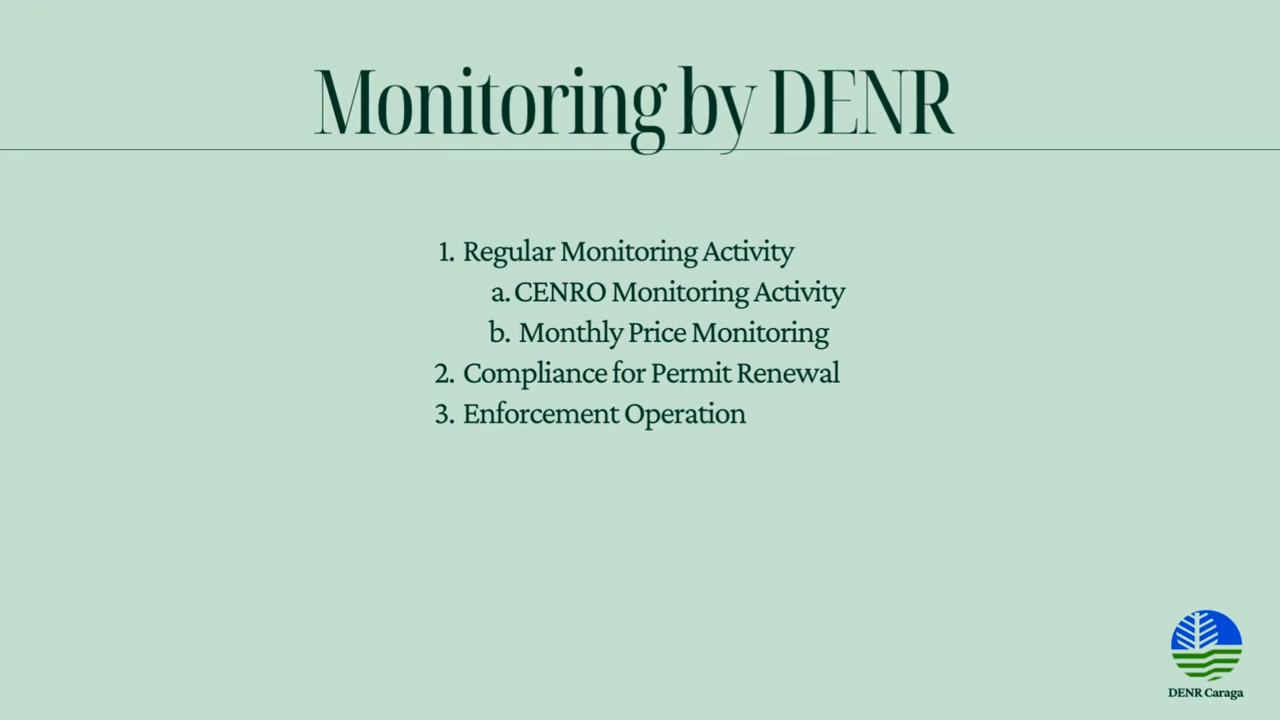 Monitoring by DENR
1. Regular Monitoring Activity
a. CENRO Monitoring Activity
b. Monthly Price Monitoring
2. Compliance for Permit Renewal
3. Enforcement Operation
DENR Caraga